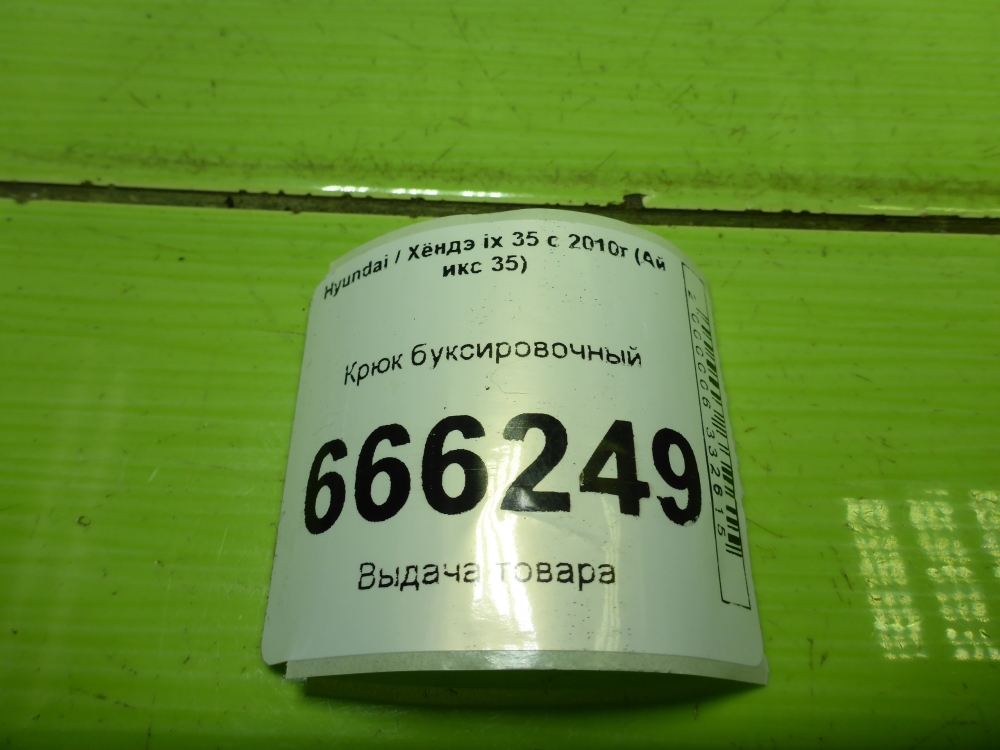 Hyundai / Хёндэ ix 35 с 2010г (Ай
икс 35)
Крюк буксировочный
666249
Выдача товара